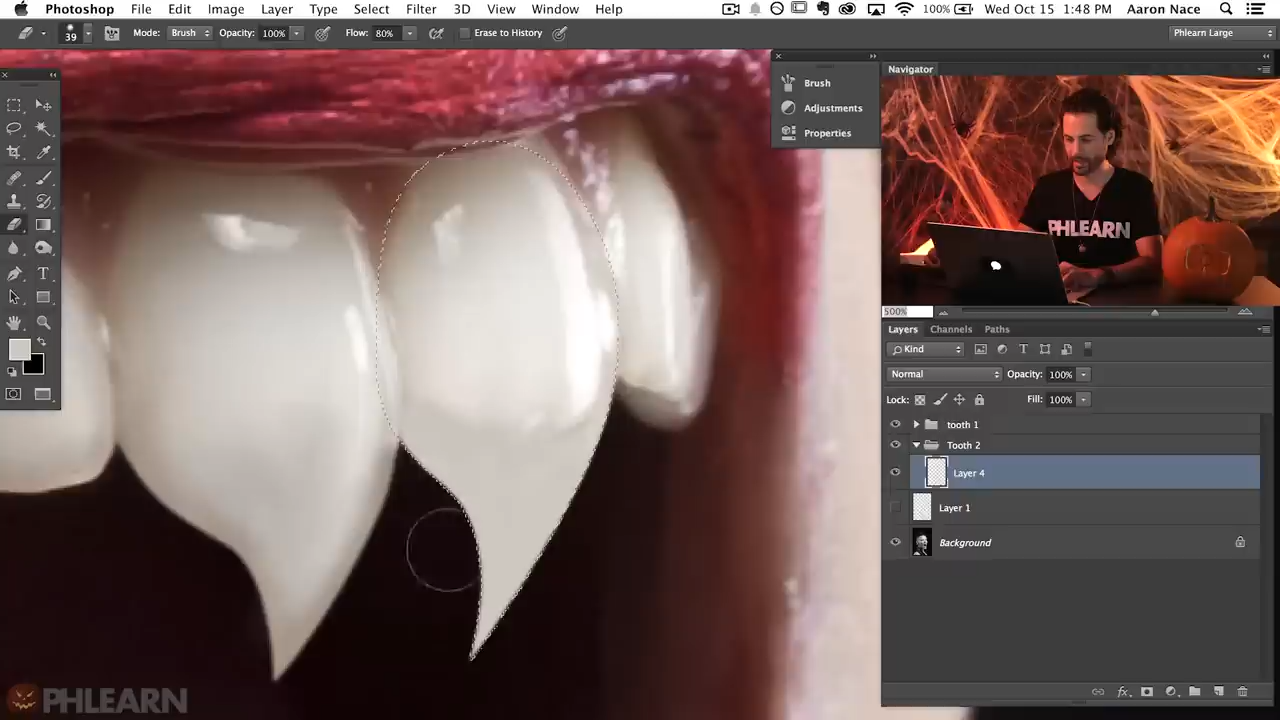 Photoshop File Edit Image Layer Type Select Filter 3D View Window Help 100% Wed Oct 15 1:48 PM Aaron Nace
39 Mode: Brush Opacity: 100% Flow: 80% Erase to History Phlearn Large
Brush
Adjustments
Properties
Navigator
PHLEARN
500%
Layers Channels Paths
Kind
Normal Opacity: 100%
Lock: Fill: 100%
tooth 1
Tooth 2
Layer 4
Layer 1
Background
fx
PHLEARN